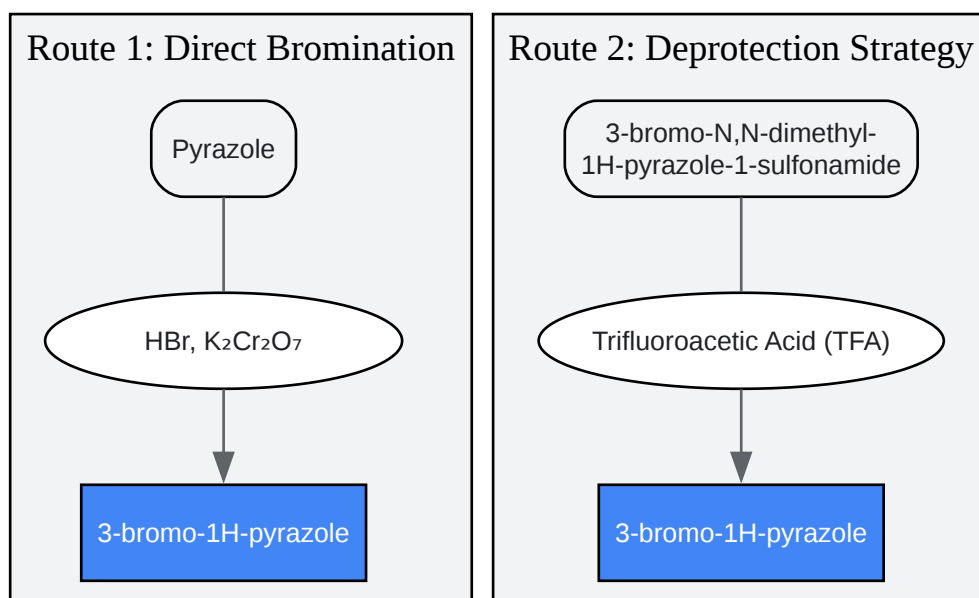 Route 1: Direct Bromination
Pyrazole
HBr, K₂Cr₂O₇
3-bromo-1H-pyrazole
Route 2: Deprotection Strategy
3-bromo-N,N-dimethyl-
1H-pyrazole-1-sulfonamide
Trifluoroacetic Acid (TFA)
3-bromo-1H-pyrazole